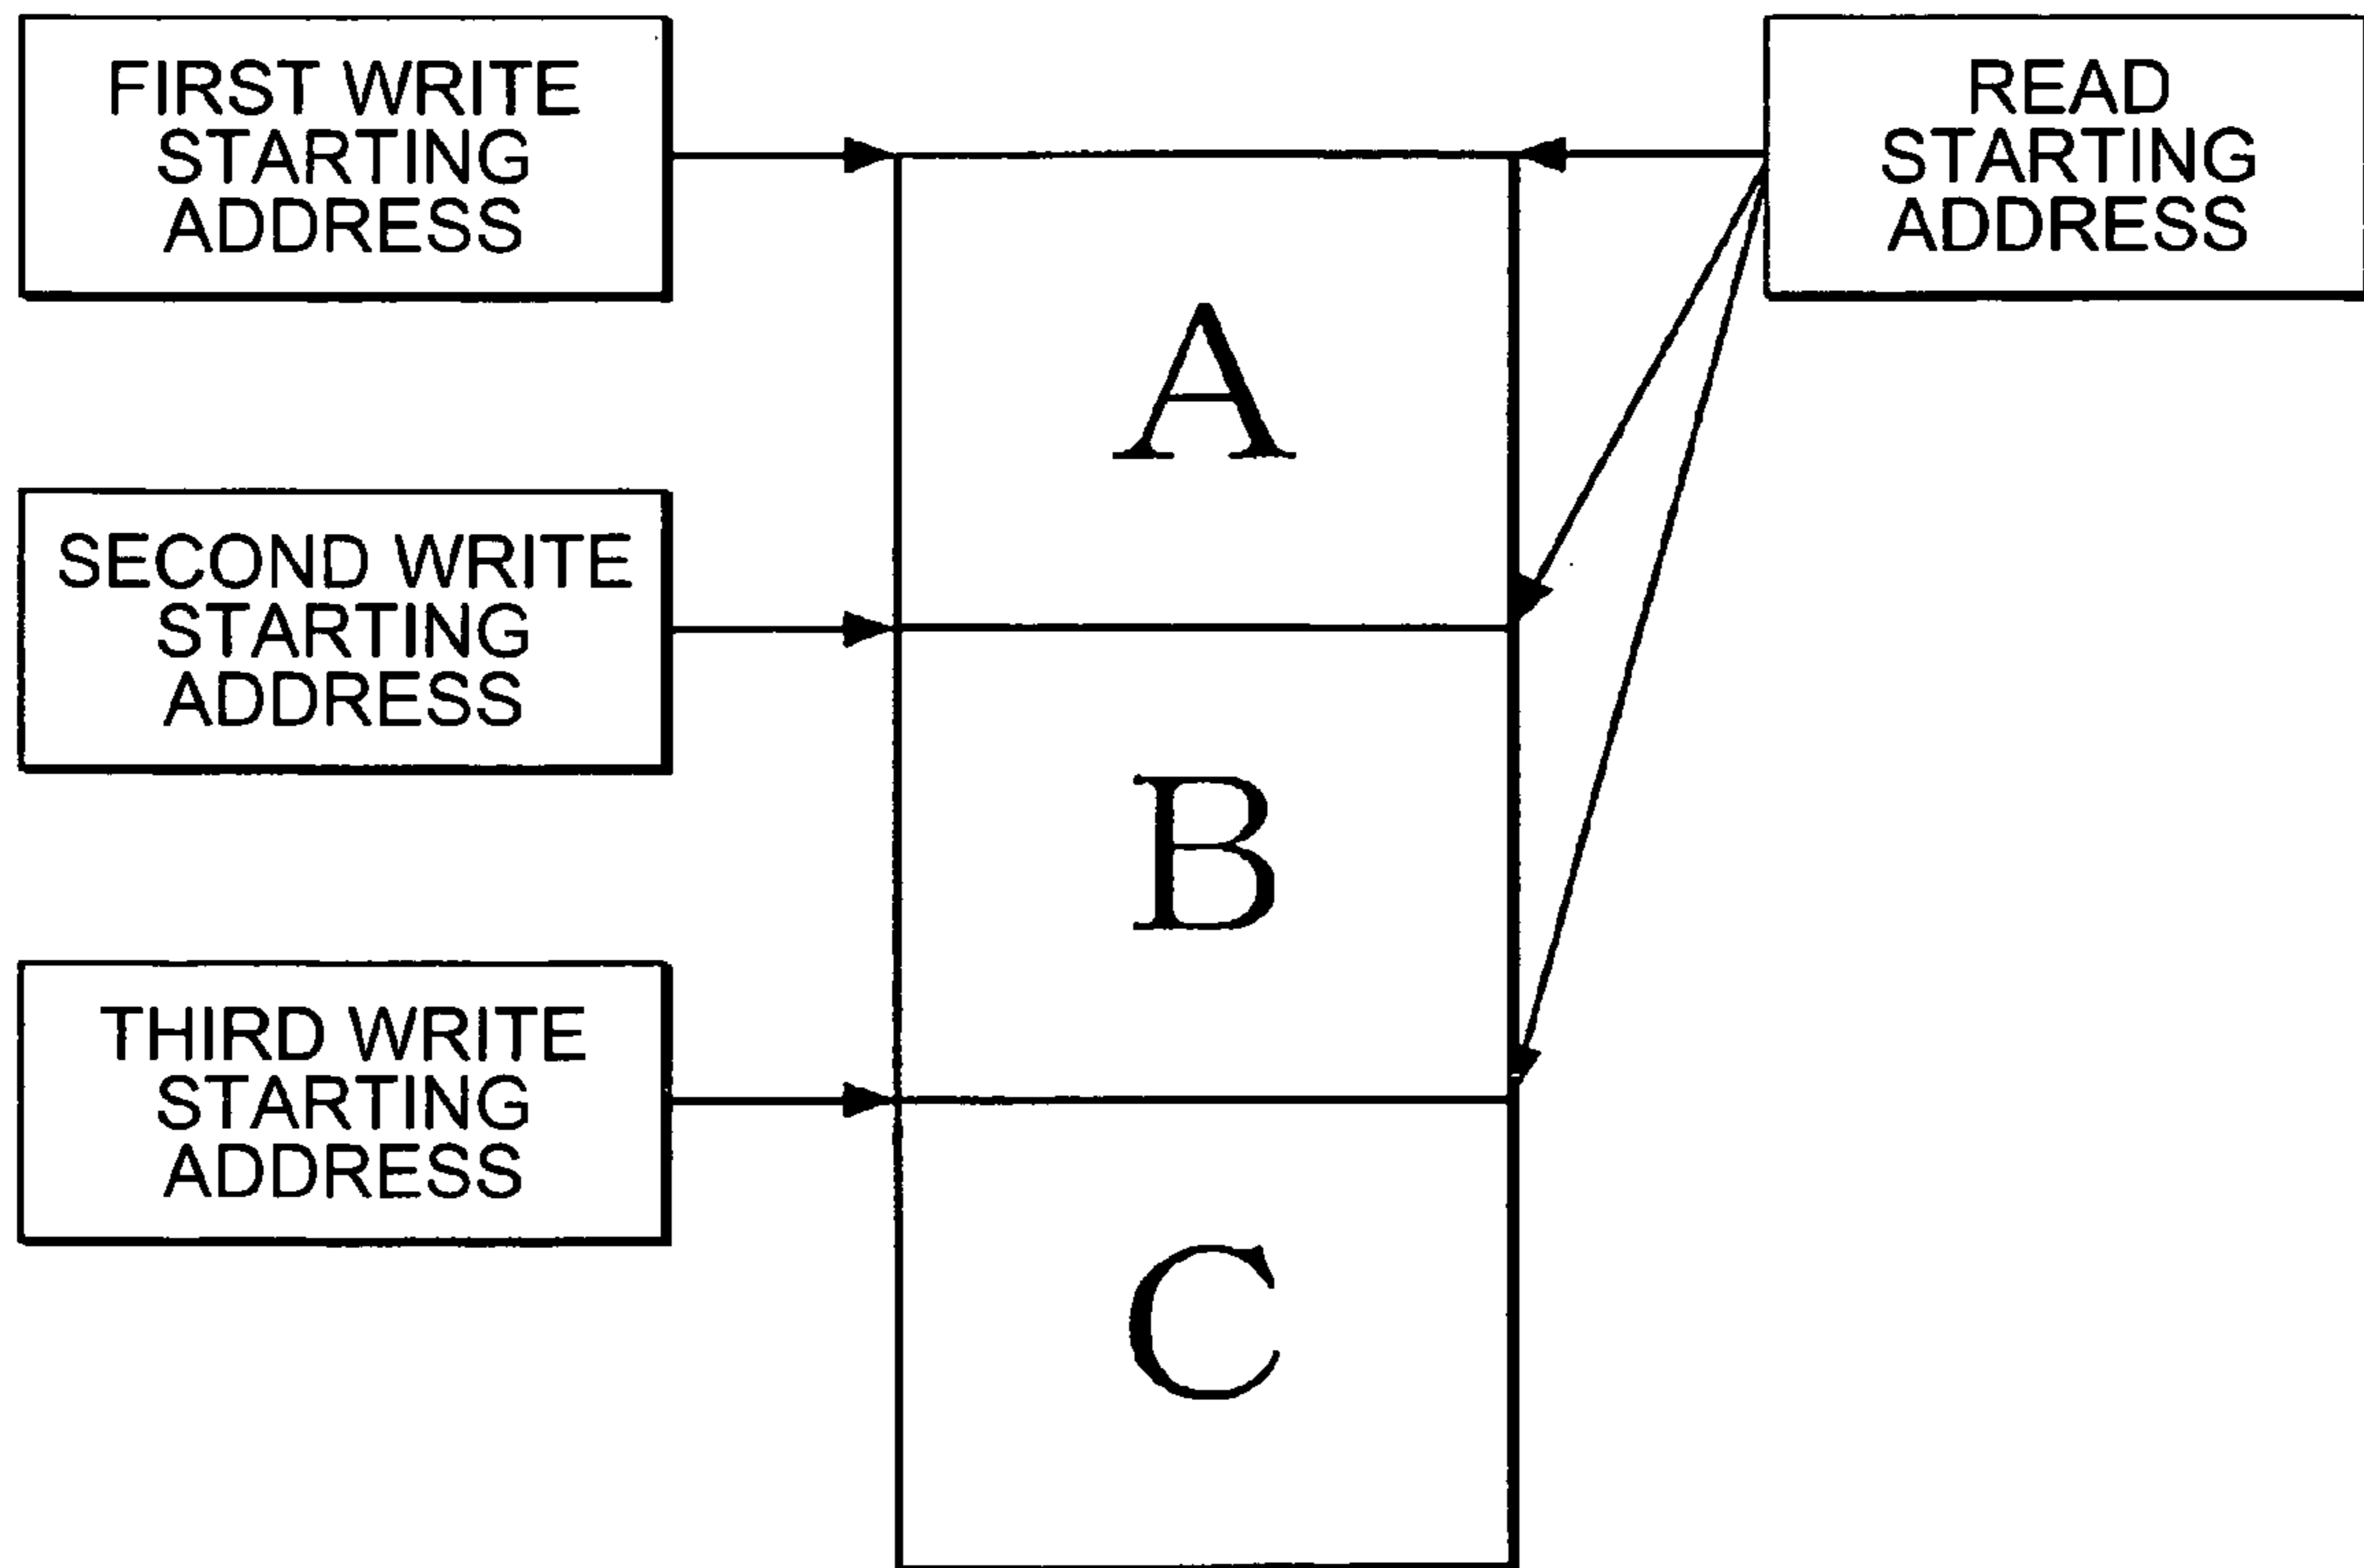 FIRST WRITE
STARTING
ADDRESS
READ
STARTING
ADDRESS
A
SECOND WRITE
STARTING
ADDRESS
B
THIRD WRITE
STARTING
ADDRESS
C